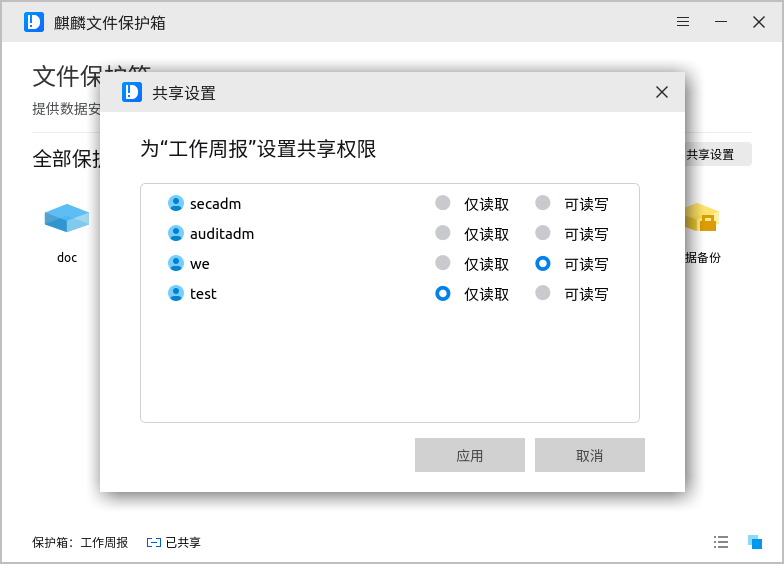 麒麟文件保护箱
文件保护箱
提供数据安
共享设置
全部保护
共享设置
为“工作周报”设置共享权限
secadm 仅读取 可读写
auditadm 仅读取 可读写
we 仅读取 可读写
test 仅读取 可读写
doc
据备份
应用 取消
保护箱：工作周报 已共享